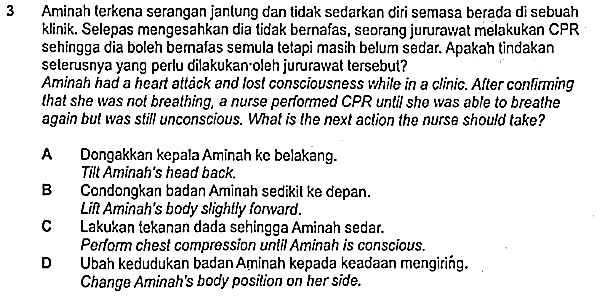 3 Aminah terkena serangan jantung dan tidak sedarkan diri semasa berada di sebuah
klinik. Selepas mengesahkan dia tidak bernafas, seorang jururawat melakukan CPR
sehingga dia boleh bernafas semula tetapi masih belum sedar. Apakah tindakan
seterusnya yang perlu dilakukan oleh jururawat tersebut?
Aminah had a heart attack and lost consciousness while in a clinic. After confirming
that she was not breathing, a nurse performed CPR until she was able to breathe
again but was still unconscious. What is the next action the nurse should take?
A Dongakkan kepala Aminah ke belakang.
Tilt Aminah's head back.
B Condongkan badan Aminah sedikit ke depan.
Lift Aminah's body slightly forward.
C Lakukan tekanan dada sehingga Aminah sedar.
Perform chest compression until Aminah is conscious.
D Ubah kedudukan badan Aminah kepada keadaan mengiring.
Change Aminah's body position on her side.